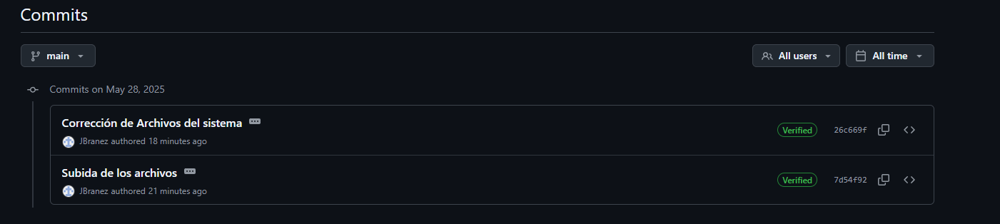 Commits
main
All users
All time
Commits on May 28, 2025
Corrección de Archivos del sistema
JBranez authored 18 minutes ago
Verified
26c669f
Subida de los archivos
JBranez authored 21 minutes ago
Verified
7d54f92